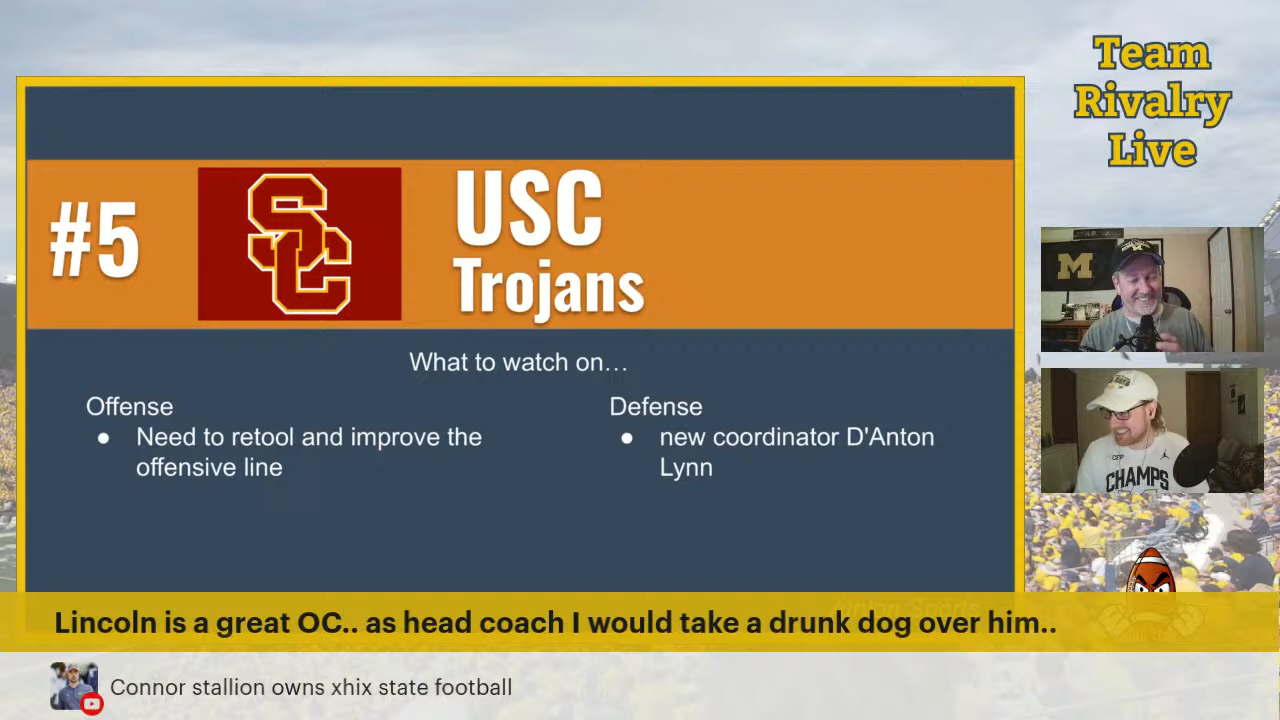 Team
Rivalry
Live
#5
SC
USC
Trojans
What to watch on…
Offense
● Need to retool and improve the
offensive line
Defense
● new coordinator D'Anton
Lynn
M
CHAMPS
Lincoln is a great OC.. as head coach I would take a drunk dog over him..
Connor stallion owns xhix state football